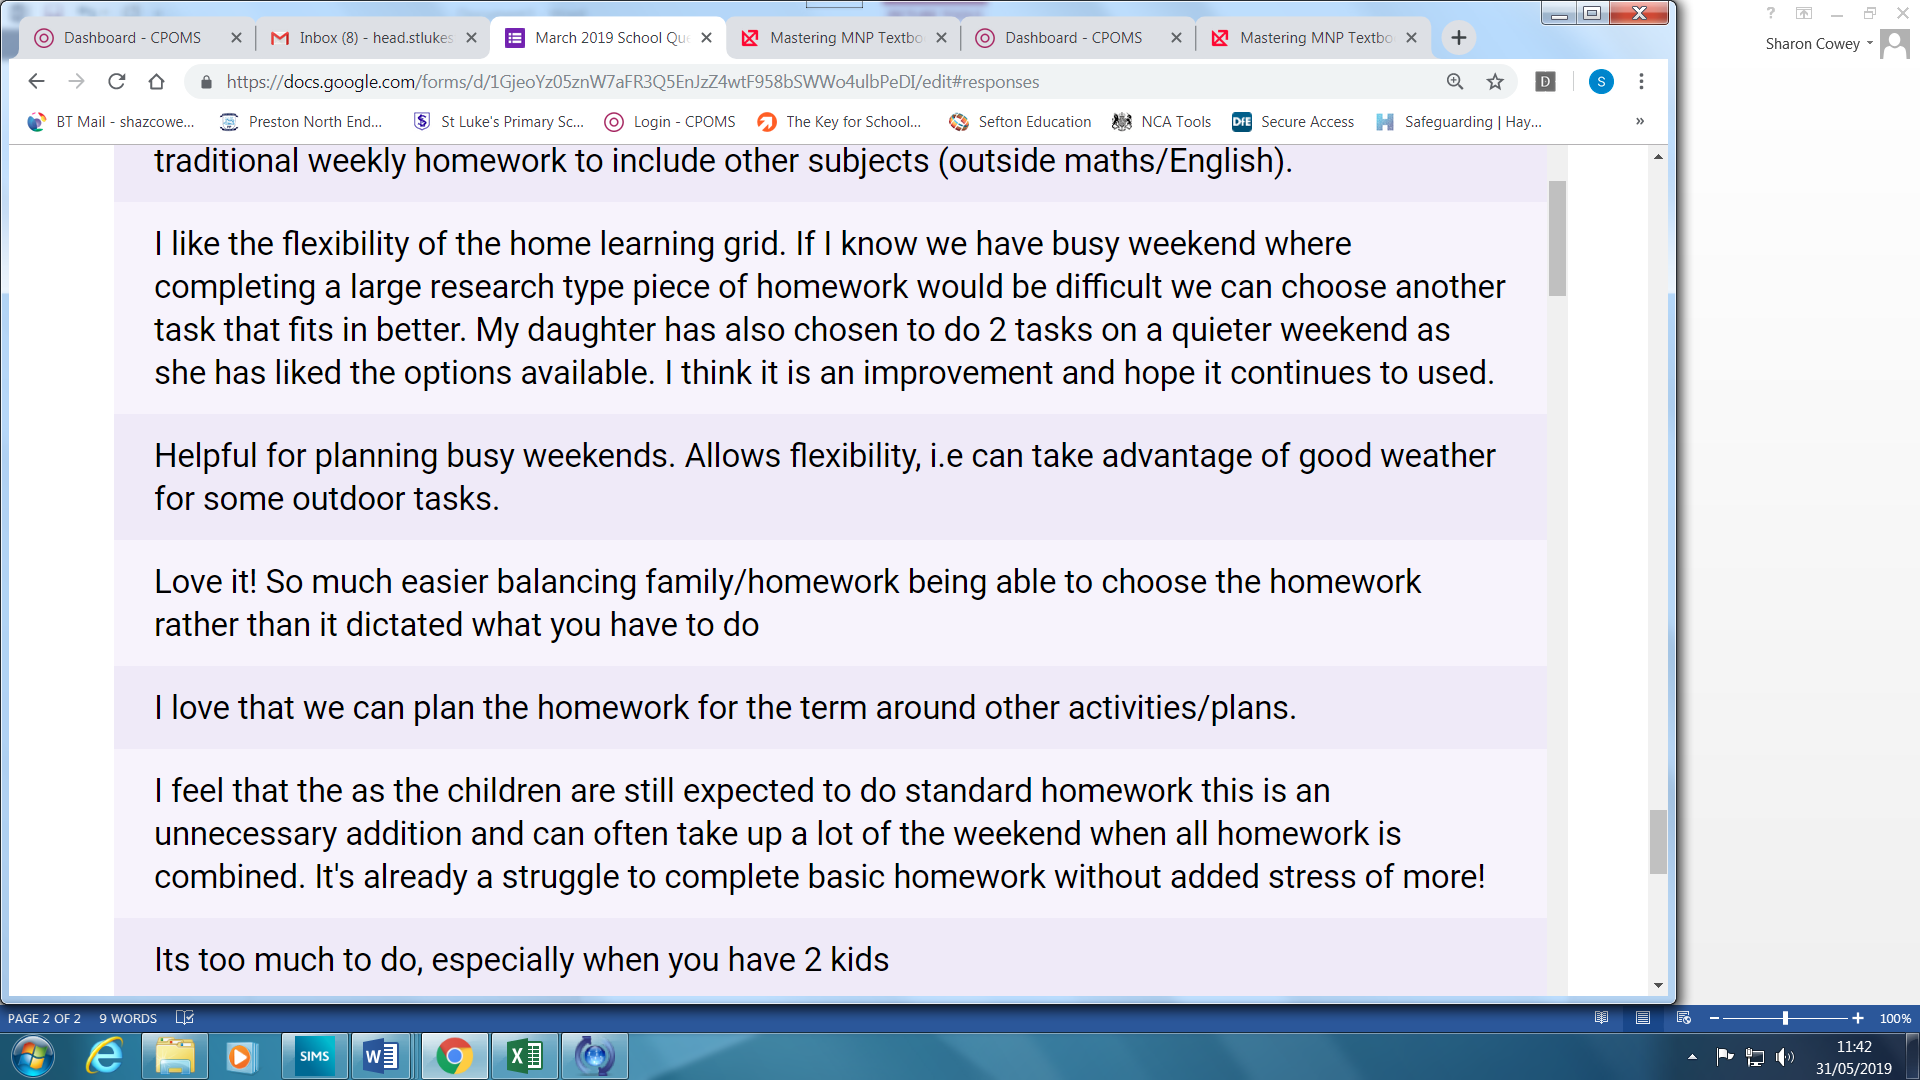 Dashboard - CPOMS
Inbox (8) - head.stlukes
March 2019 School Qu
Mastering MNP Textbo
Dashboard - CPOMS
Mastering MNP Textbo
Sharon Cowey
https://docs.google.com/forms/d/1GjeoYz05znW7aFR3Q5EnJzZ4wtF958bSWWo4ulbPeDI/edit#responses
D
S
BT Mail - shazcowe...
Preston North End...
St Luke's Primary Sc...
Login - CPOMS
The Key for School...
Sefton Education
NCA Tools
DfE
Secure Access
Safeguarding | Hay...
traditional weekly homework to include other subjects (outside maths/English).
I like the flexibility of the home learning grid. If I know we have busy weekend where
completing a large research type piece of homework would be difficult we can choose another
task that fits in better. My daughter has also chosen to do 2 tasks on a quieter weekend as
she has liked the options available. I think it is an improvement and hope it continues to used.
Helpful for planning busy weekends. Allows flexibility, i.e can take advantage of good weather
for some outdoor tasks.
Love it! So much easier balancing family/homework being able to choose the homework
rather than it dictated what you have to do
I love that we can plan the homework for the term around other activities/plans.
I feel that the as the children are still expected to do standard homework this is an
unnecessary addition and can often take up a lot of the weekend when all homework is
combined. It's already a struggle to complete basic homework without added stress of more!
Its too much to do, especially when you have 2 kids
PAGE 2 OF 2 9 WORDS
100%
SIMS
11:42
31/05/2019